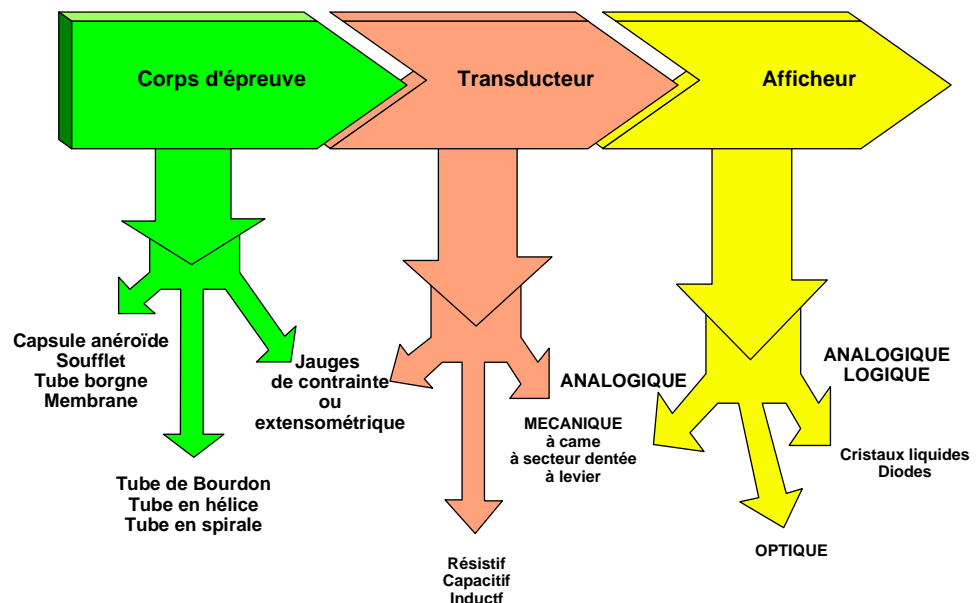 Corps d'épreuve
Transducteur
Afficheur
Capsule anéroïde
Soufflet
Tube borgne
Membrane
Jauges
de contrainte
ou
extensométrique
Tube de Bourdon
Tube en hélice
Tube en spirale
MECANIQUE
à came
à secteur dentée
à levier
Résistif
Capacitif
Inductf
ANALOGIQUE
ANALOGIQUE
LOGIQUE
Cristaux liquides
Diodes
OPTIQUE